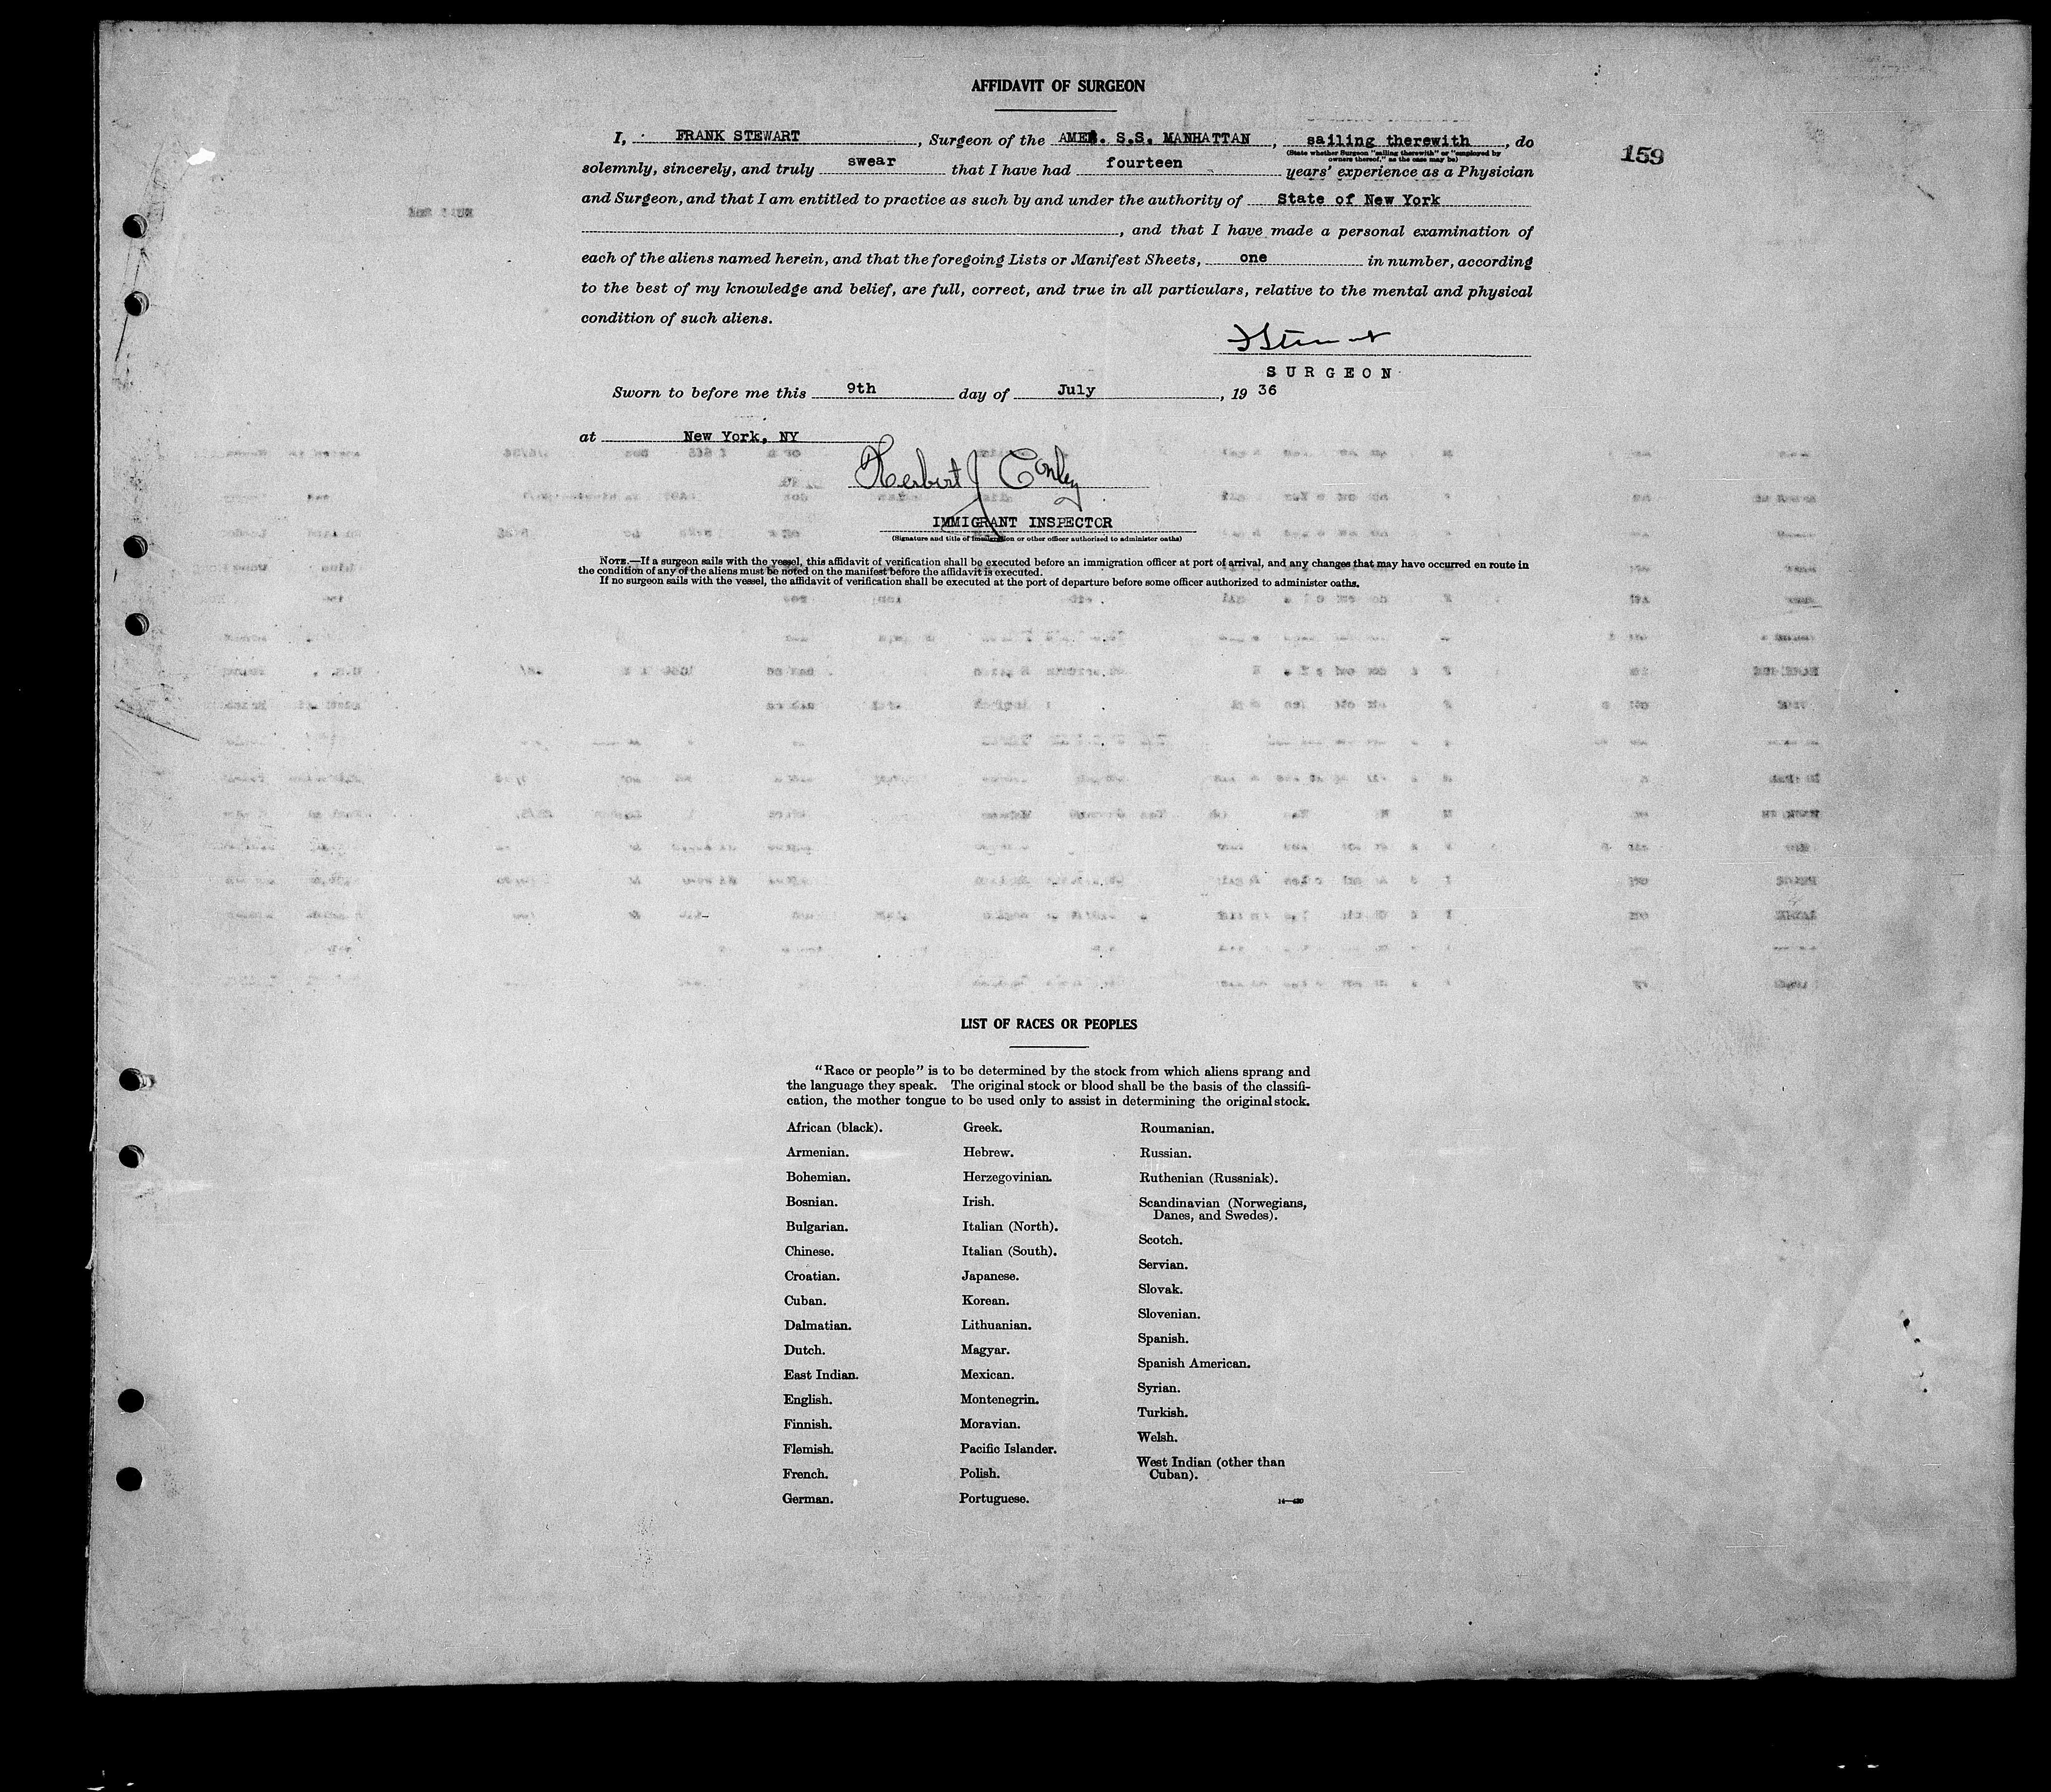 AFFIDAVIT OF SURGEON
I, FRANK STEWART, Surgeon of the AMER. S.S. MANHATTAN, sailing therewith, do
(State whether Surgeon "sailing therewith" or "employed by owners thereof," as the case may be)
159
solemnly, sincerely, and truly swear that I have had fourteen years' experience as a Physician
and Surgeon, and that I am entitled to practice as such by and under the authority of State of New York
, and that I have made a personal examination of
each of the aliens named herein, and that the foregoing Lists or Manifest Sheets, one in number, according
to the best of my knowledge and belief, are full, correct, and true in all particulars, relative to the mental and physical
condition of such aliens.
F Stewart
SURGEON
Sworn to before me this 9th day of July, 19 36
at New York, NY
Herbert J Conley
IMMIGRANT INSPECTOR
(Signature and title of immigration or other officer authorized to administer oaths)
NOTE.—If a surgeon sails with the vessel, this affidavit of verification shall be executed before an immigration officer at port of arrival, and any changes that may have occurred en route in
the condition of any of the aliens must be noted on the manifest before the affidavit is executed.
If no surgeon sails with the vessel, the affidavit of verification shall be executed at the port of departure before some officer authorized to administer oaths.
LIST OF RACES OR PEOPLES
"Race or people" is to be determined by the stock from which aliens sprang and
the language they speak. The original stock or blood shall be the basis of the classifi-
cation, the mother tongue to be used only to assist in determining the original stock.
African (black).
Armenian.
Bohemian.
Bosnian.
Bulgarian.
Chinese.
Croatian.
Cuban.
Dalmatian.
Dutch.
East Indian.
English.
Finnish.
Flemish.
French.
German.
Greek.
Hebrew.
Herzegovinian.
Irish.
Italian (North).
Italian (South).
Japanese.
Korean.
Lithuanian.
Magyar.
Mexican.
Montenegrin.
Moravian.
Pacific Islander.
Polish.
Portuguese.
Roumanian.
Russian.
Ruthenian (Russniak).
Scandinavian (Norwegians,
Danes, and Swedes).
Scotch.
Servian.
Slovak.
Slovenian.
Spanish.
Spanish American.
Syrian.
Turkish.
Welsh.
West Indian (other than
Cuban).